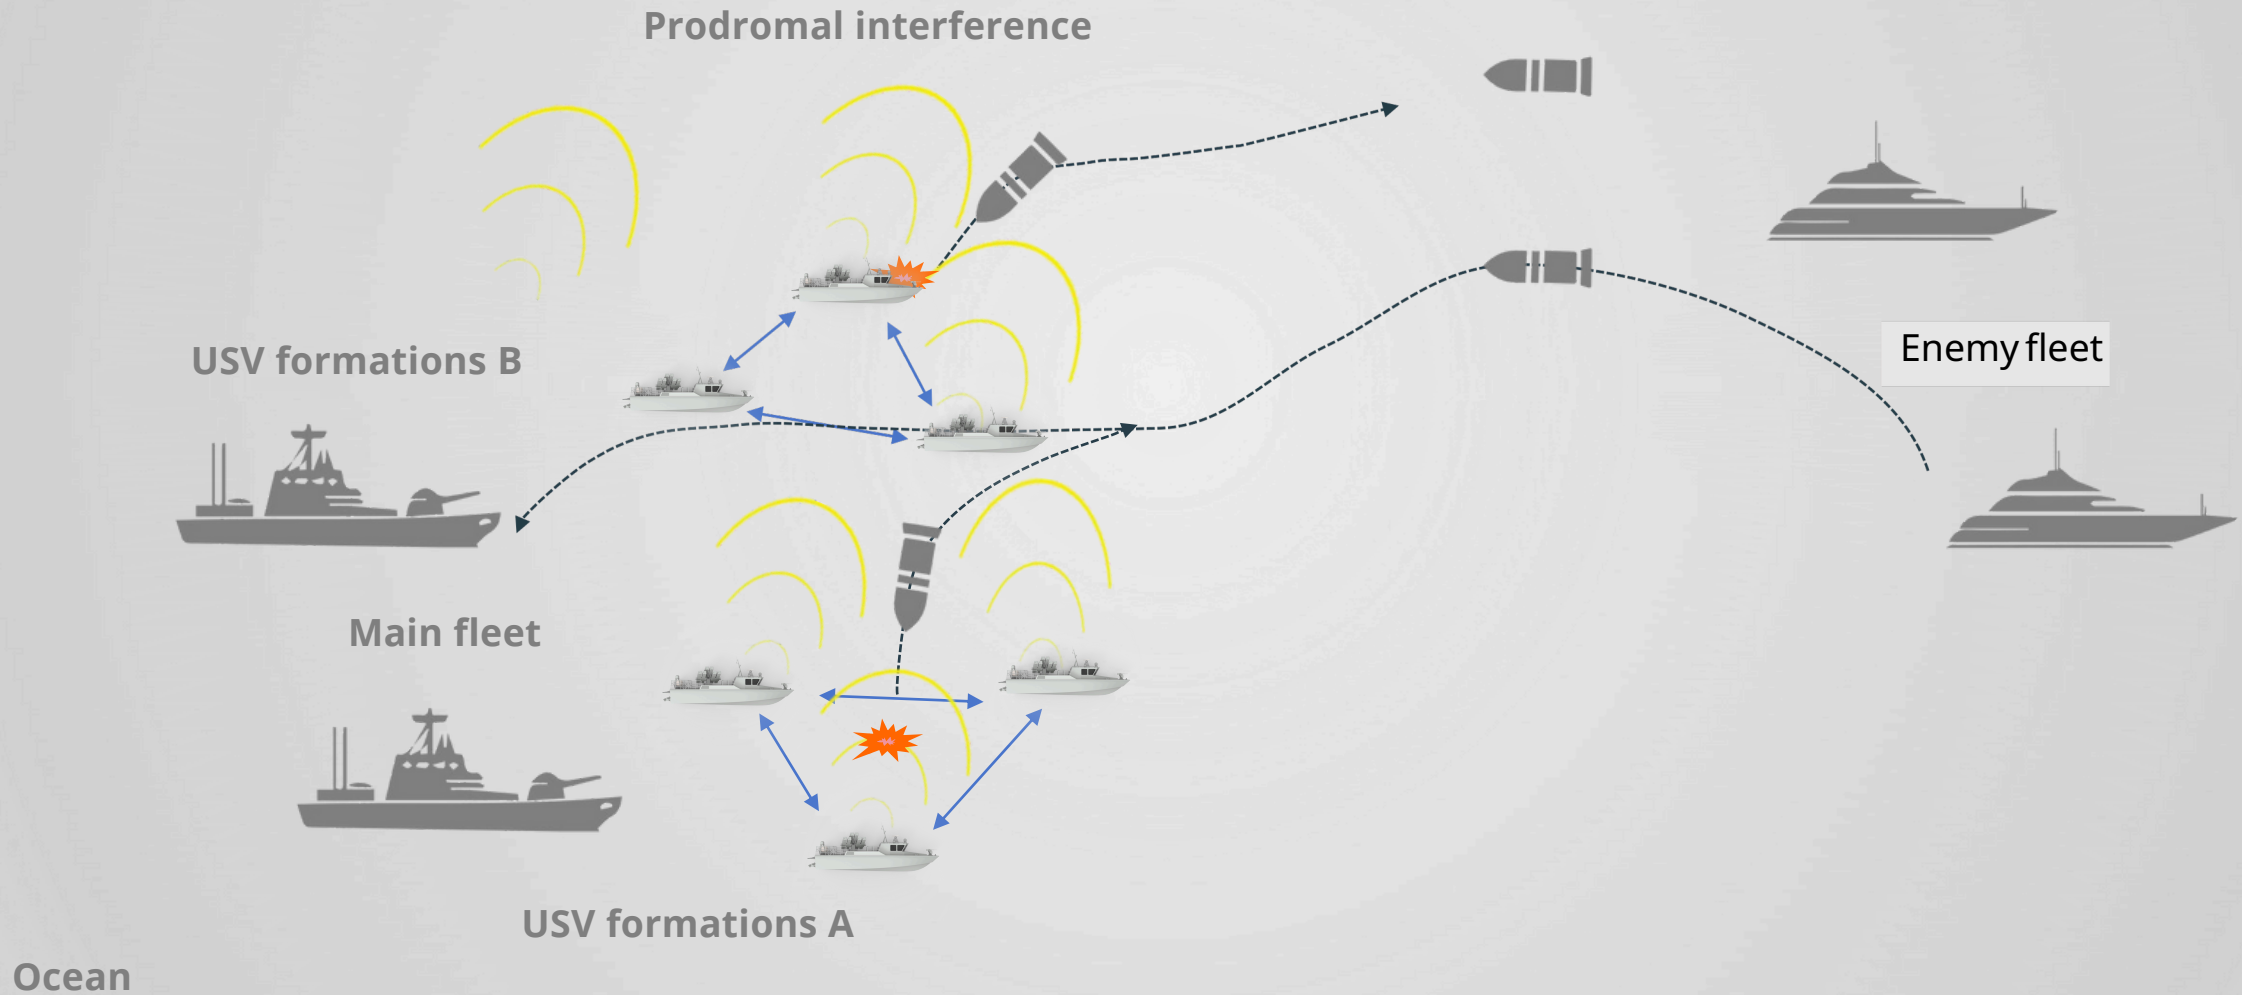 Prodromal interference
USV formations B
Enemy fleet
Main fleet
USV formations A
Ocean